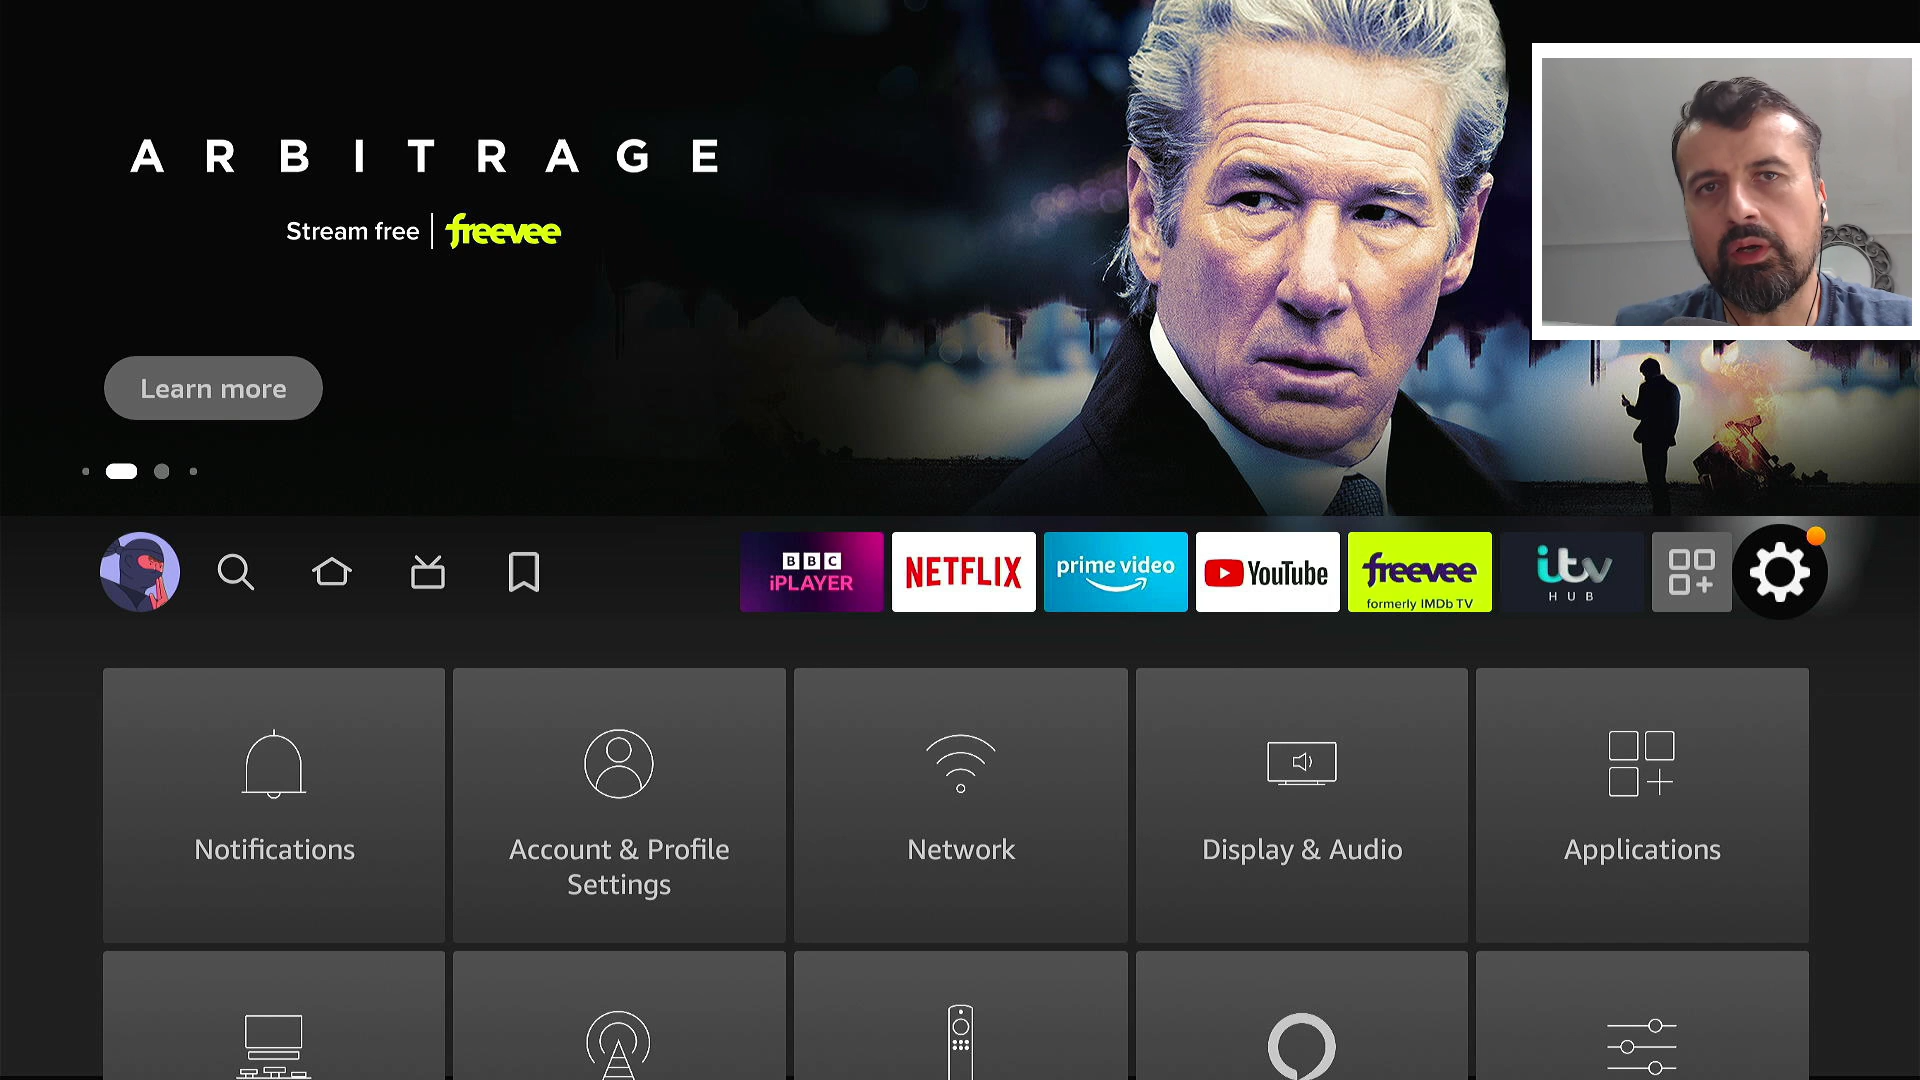 ARBITRAGE
Stream free | freevee
Learn more
BBC
iPLAYER
NETFLIX
prime video
YouTube
freevee
formerly IMDb TV
itv
HUB
Notifications
Account & Profile
Settings
Network
Display & Audio
Applications